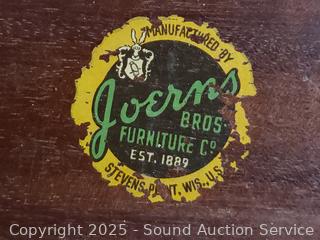 MANUFACTURED BY
Joerns
BROS.
FURNITURE Cº
EST. 1889
STEVENS POINT, WIS., U.S.
Copyright 2025 - Sound Auction Service